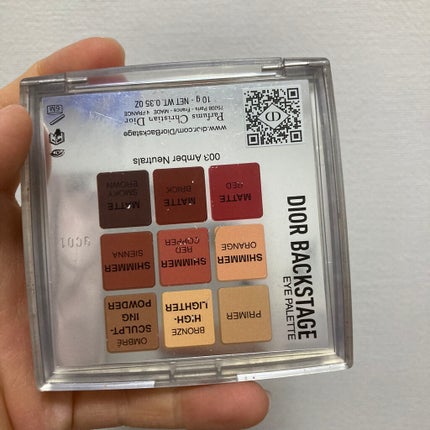 DIOR BACKSTAGE
EYE PALETTE
PRIMER
BRONZE
HIGH-
LIGHTER
OMBRÉ
SCULPT-
ING
POWDER
SHIMMER
ORANGE
SHIMMER
RED
COPPER
SHIMMER
SIENNA
MATTE
RED
MATTE
BRICK
MATTE
SMOKY
BROWN
9C01
003 Amber Neutrals
www.dior.com/DiorBackstage
Parfums Christian Dior
75008 Paris - France - MADE
10 g - NET WT. 0.35 OZ
6M